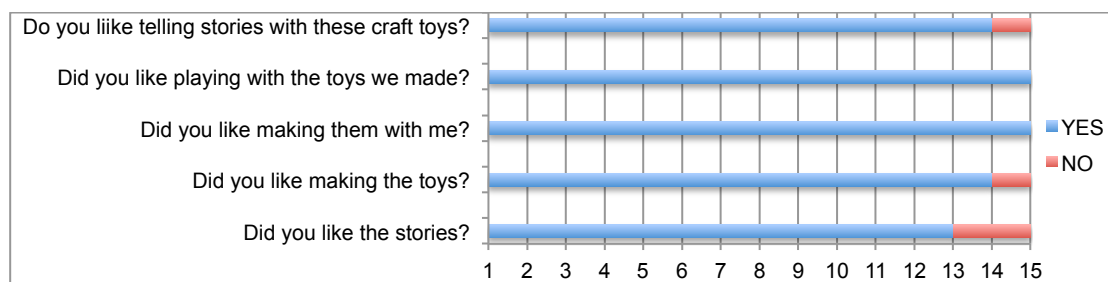 Do you liike telling stories with these craft toys?
Did you like playing with the toys we made?
Did you like making them with me?
Did you like making the toys?
Did you like the stories?
YES
NO
1 2 3 4 5 6 7 8 9 10 11 12 13 14 15